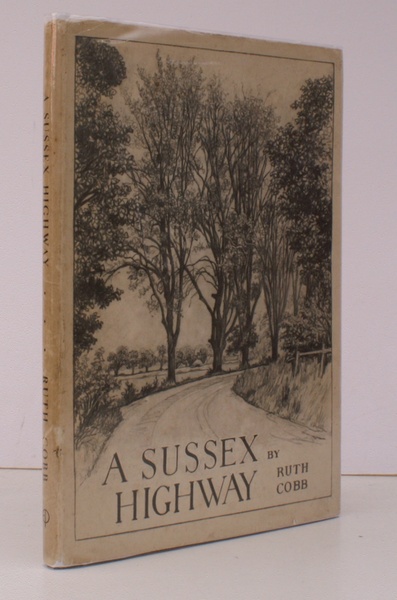 A SUSSEX HIGHWAY . . . RUTH COBB
A SUSSEX
HIGHWAY
BY
RUTH
COBB